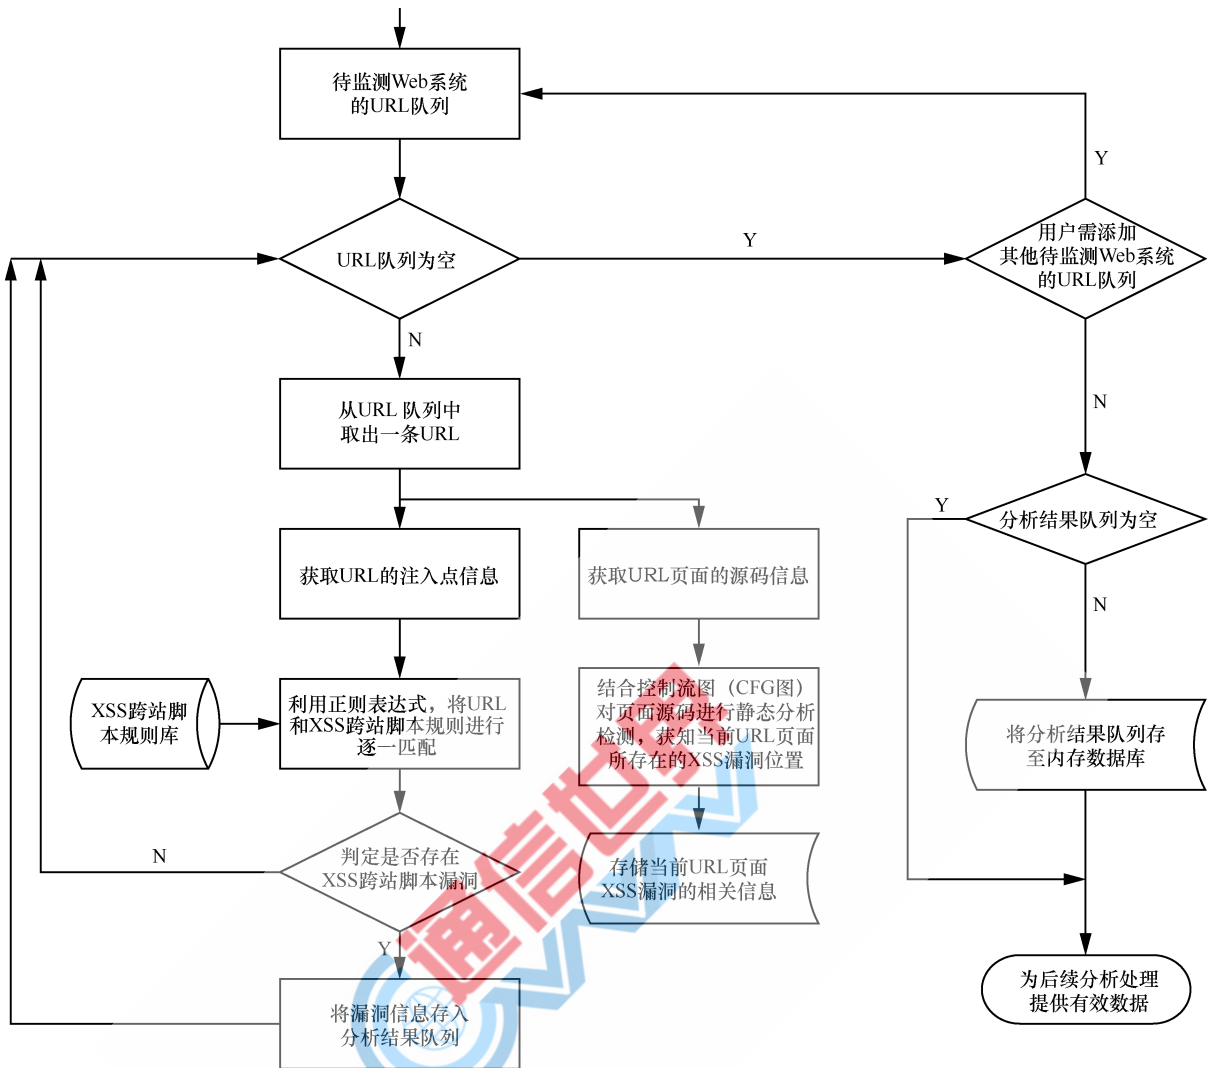 待监测Web系统
的URL队列
Y
用户需添加
其他待监测Web系统
的URL队列
Y
URL队列为空
N
N
从URL 队列中
取出一条URL
Y
分析结果队列为空
获取URL的注入点信息
获取URL页面的源码信息
N
XSS跨站脚
本规则库
利用正则表达式，将URL
和XSS跨站脚本规则进行
逐一匹配
结合控制流图（CFG图）
对页面源码进行静态分析
检测，获知当前URL页面
所存在的XSS漏洞位置
将分析结果队列存
至内存数据库
N
判定是否存在
XSS跨站脚本漏洞
存储当前URL页面
XSS漏洞的相关信息
Y
将漏洞信息存入
分析结果队列
为后续分析处理
提供有效数据
通信世界